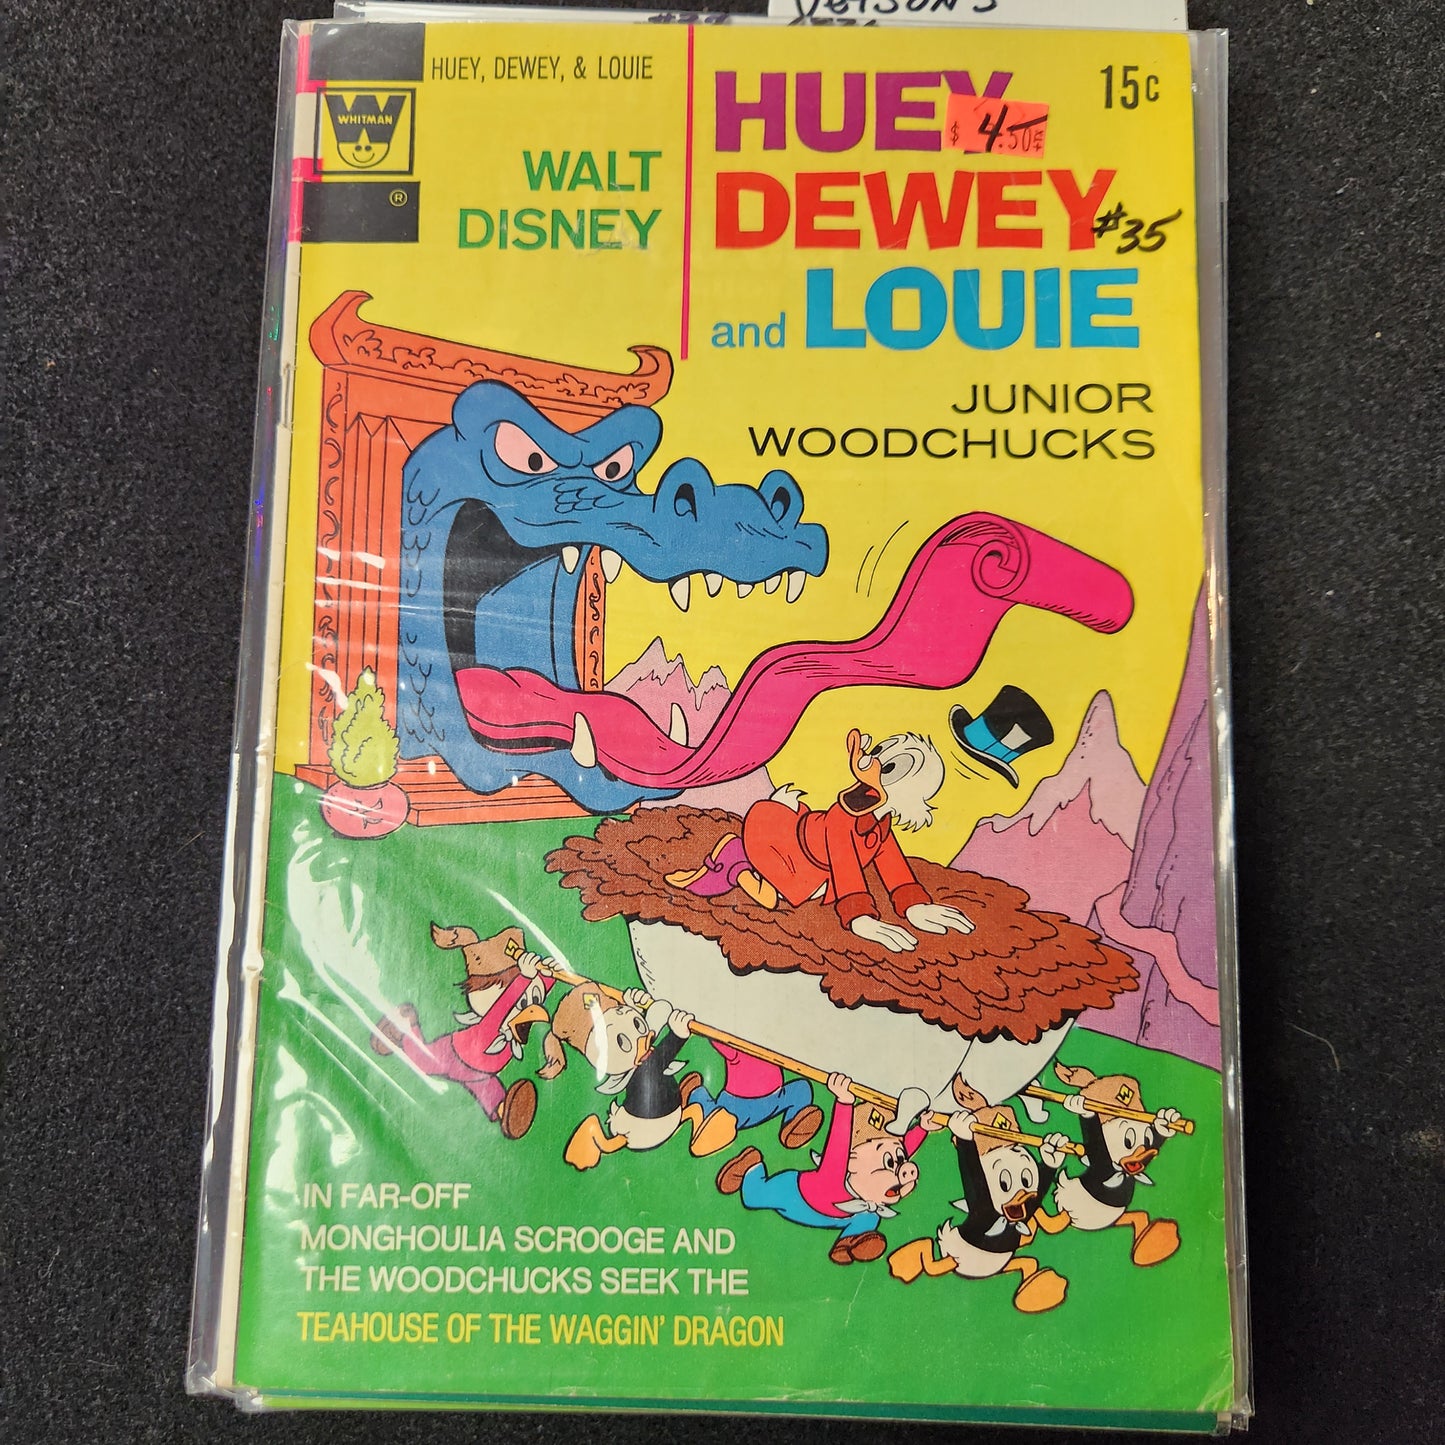 DETSON'S
HUEY, DEWEY, & LOUIE
WHITMAN
®
WALT
DISNEY
HUEY
DEWEY
and LOUIE
15¢
$ 4.50
#35
JUNIOR
WOODCHUCKS
IN FAR-OFF
MONGHOULIA SCROOGE AND
THE WOODCHUCKS SEEK THE
TEAHOUSE OF THE WAGGIN' DRAGON